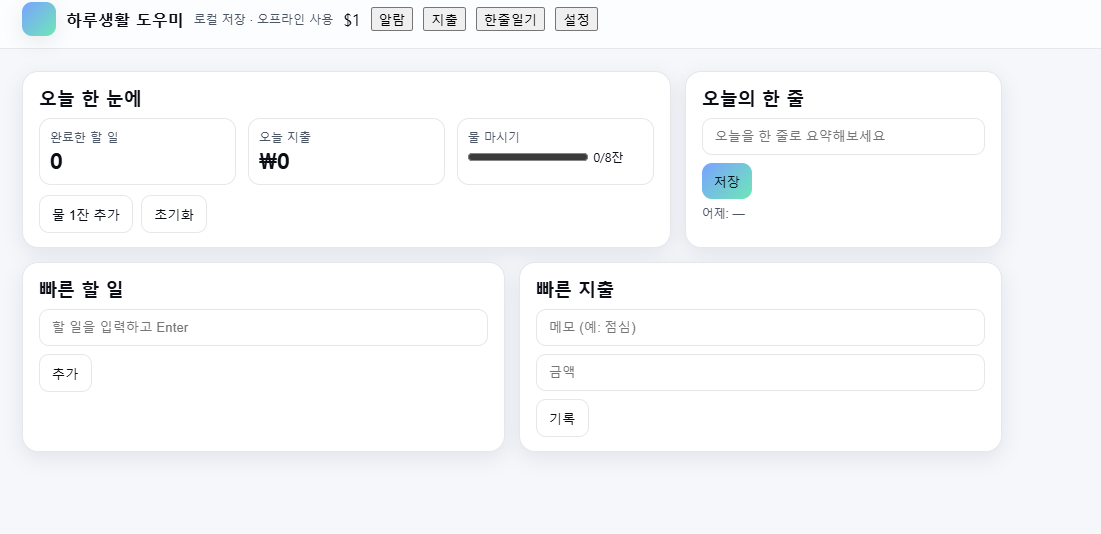 하루생활 도우미 로컬 저장 · 오프라인 사용 $1 알람 지출 한줄일기 설정
오늘 한 눈에
완료한 할 일
0
오늘 지출
₩0
물 마시기
0/8잔
물 1잔 추가 초기화
오늘의 한 줄
오늘을 한 줄로 요약해보세요
저장
어제: —
빠른 할 일
할 일을 입력하고 Enter
추가
빠른 지출
메모 (예: 점심)
금액
기록